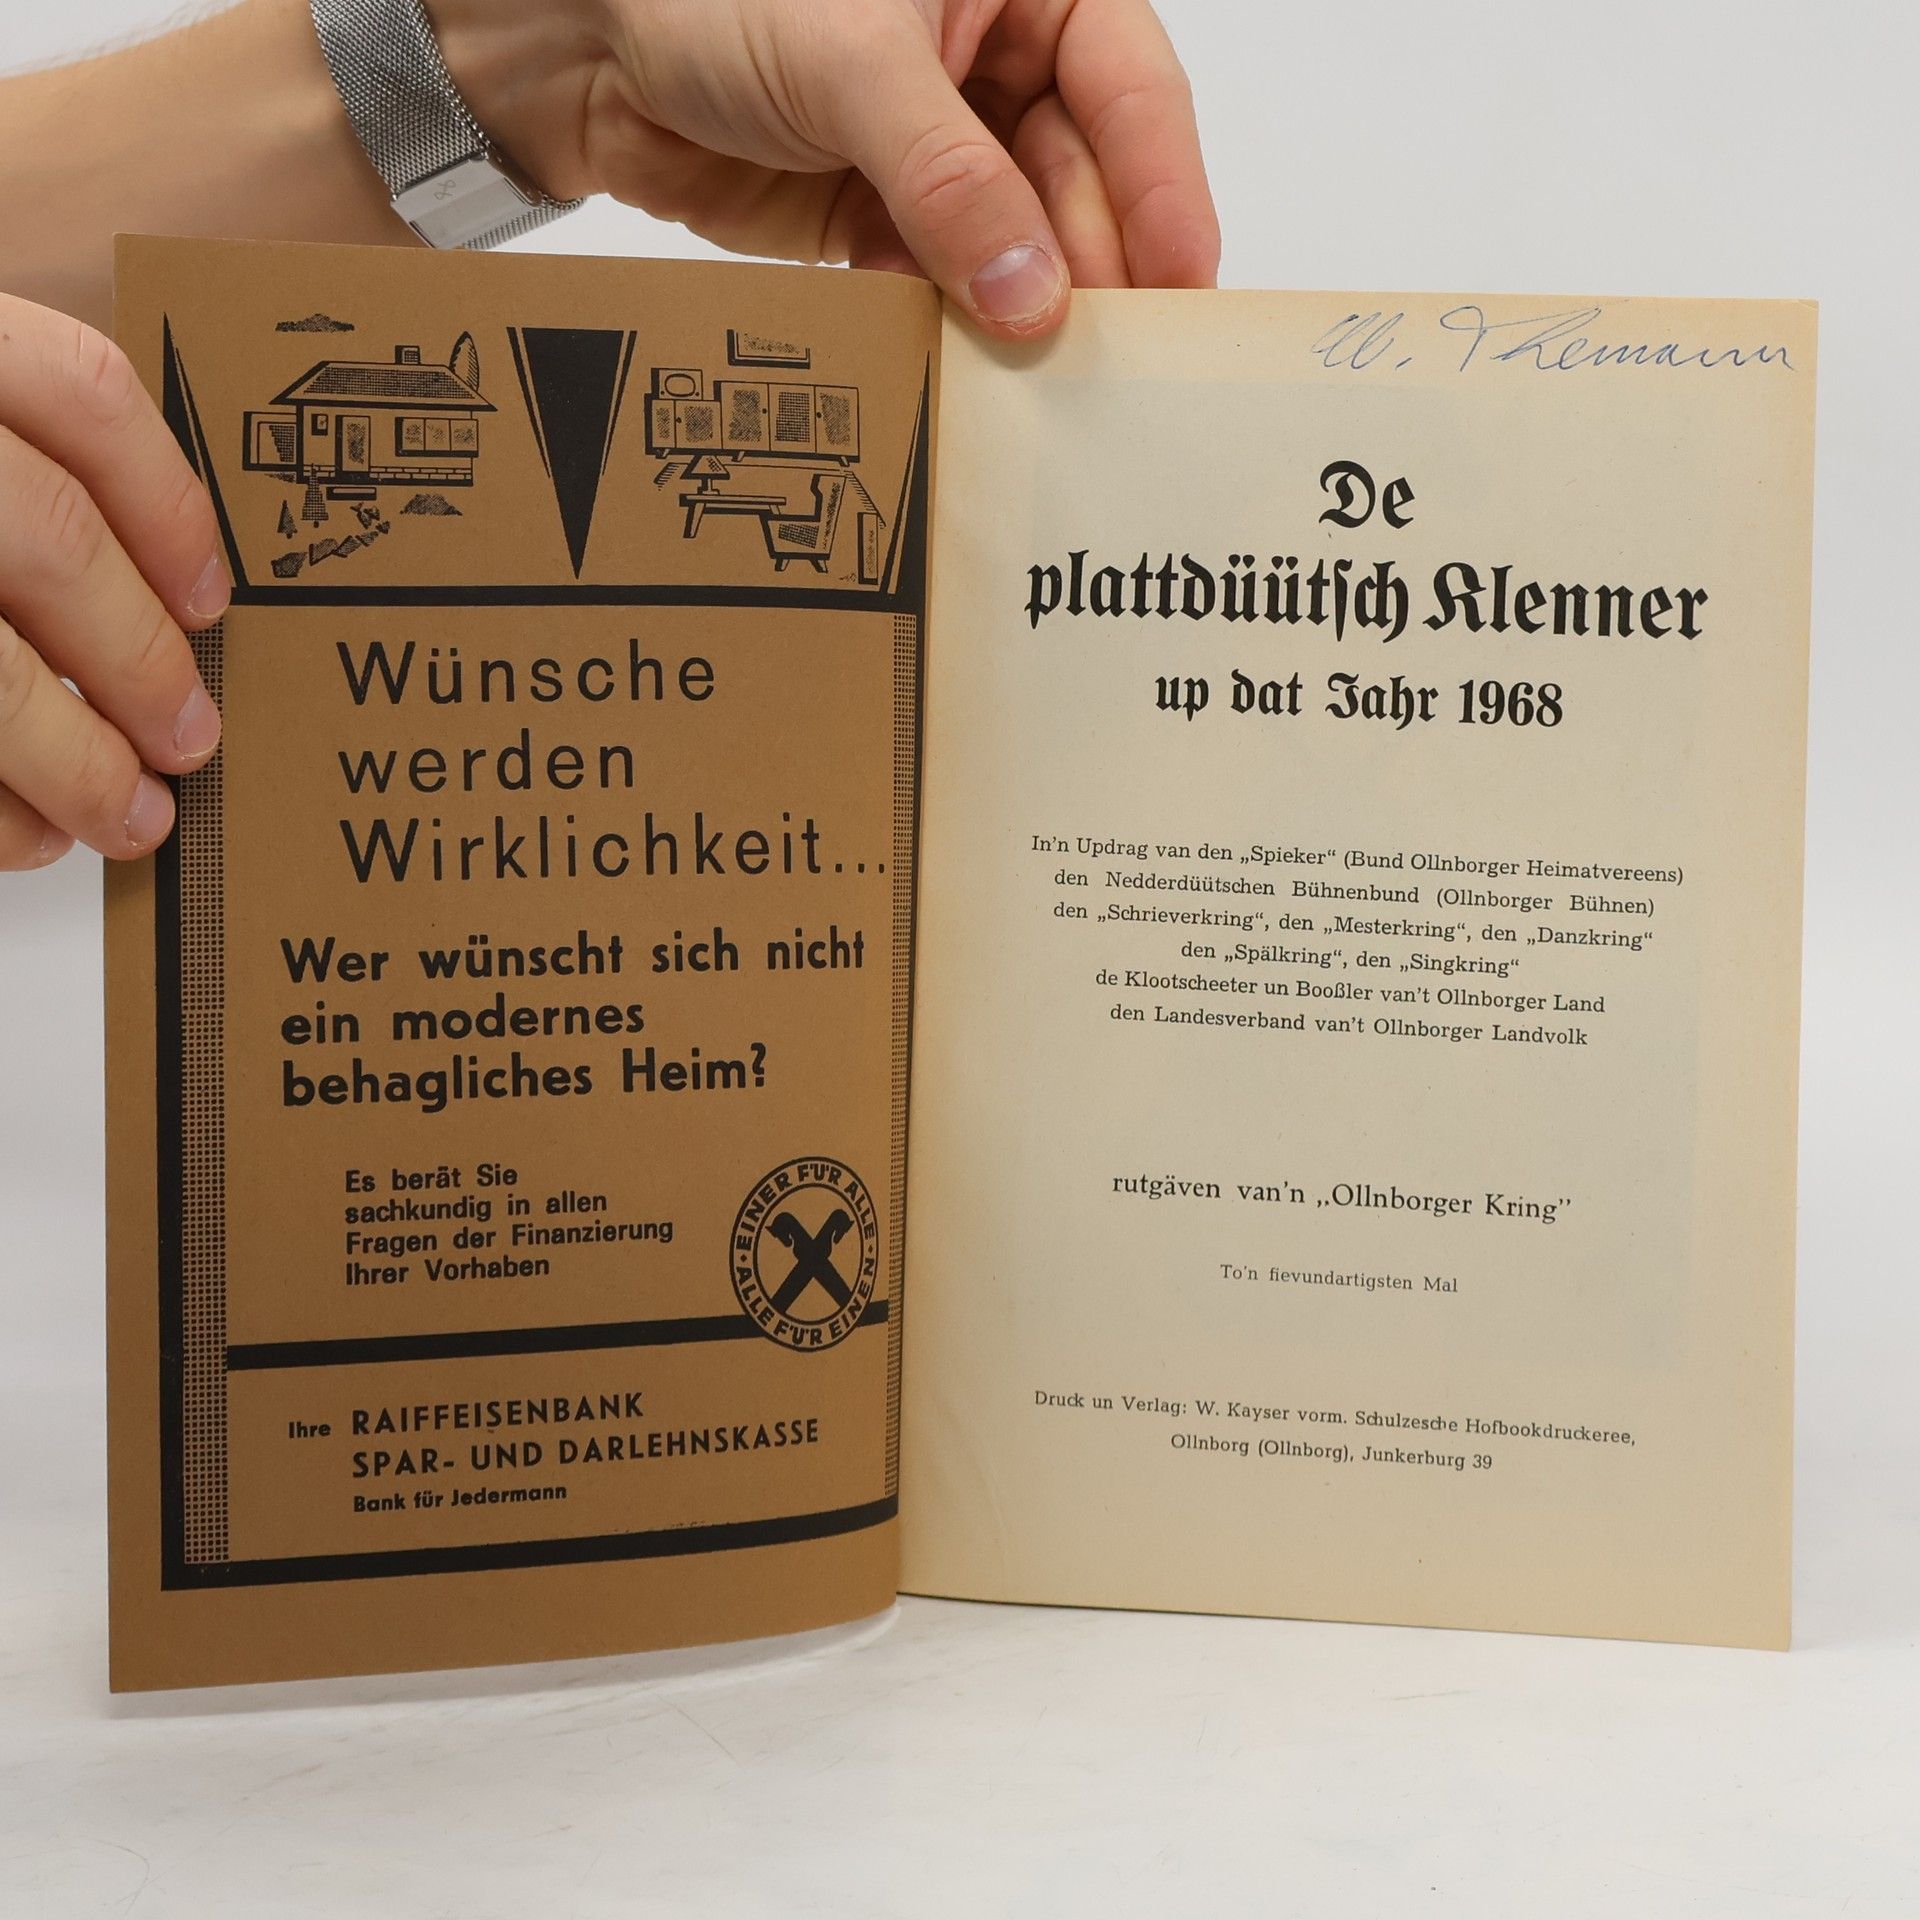 Wünsche
werden
Wirklichkeit...
Wer wünscht sich nicht
ein modernes
behagliches Heim?
Es berät Sie
sachkundig in allen
Fragen der Finanzierung
Ihrer Vorhaben
EINER FÜR ALLE · ALLE FÜR EINEN ·
Ihre RAIFFEISENBANK
SPAR- UND DARLEHNSKASSE
Bank für Jedermann
W. Themann
De
plattdüütsch Klenner
up dat Jahr 1968
In'n Updrag van den „Spieker“ (Bund Ollnborger Heimatvereens)
den Nedderdüütschen Bühnenbund (Ollnborger Bühnen)
den „Schrieverkring“, den „Mesterkring“, den „Danzkring“
den „Spälkring“, den „Singkring“
de Klootscheeter un Booßler van't Ollnborger Land
den Landesverband van't Ollnborger Landvolk
rutgäven van'n „Ollnborger Kring”
To'n fievundartigsten Mal
Druck un Verlag: W. Kayser vorm. Schulzesche Hofbookdruckeree,
Ollnborg (Ollnborg), Junkerburg 39